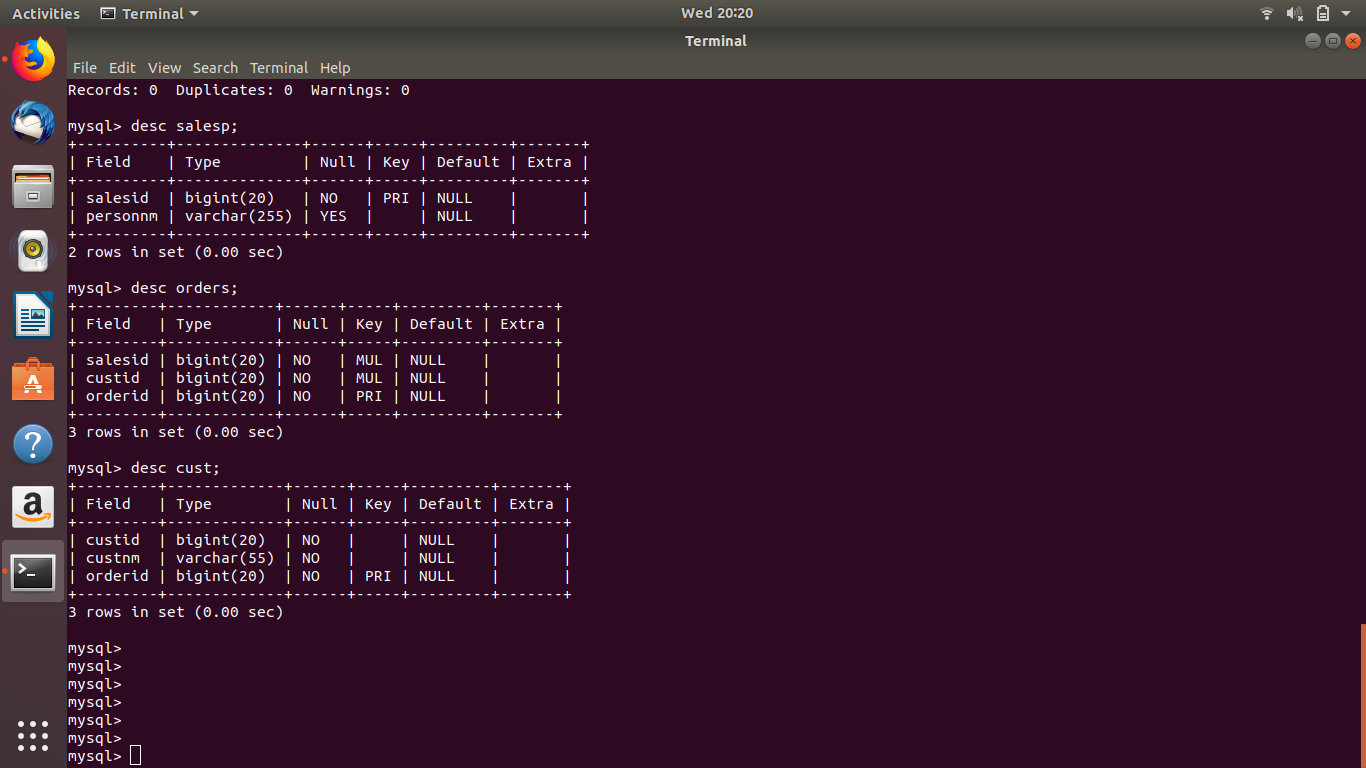 Activities Terminal Wed 20:20
Terminal
File Edit View Search Terminal Help
Records: 0  Duplicates: 0  Warnings: 0
mysql> desc salesp;
+----------+--------------+------+-----+---------+-------+
| Field    | Type         | Null | Key | Default | Extra |
+----------+--------------+------+-----+---------+-------+
| salesid  | bigint(20)   | NO   | PRI | NULL    |       |
| personnm | varchar(255) | YES  |     | NULL    |       |
+----------+--------------+------+-----+---------+-------+
2 rows in set (0.00 sec)
mysql> desc orders;
+---------+------------+------+-----+---------+-------+
| Field   | Type       | Null | Key | Default | Extra |
+---------+------------+------+-----+---------+-------+
| salesid | bigint(20) | NO   | MUL | NULL    |       |
| custid  | bigint(20) | NO   | MUL | NULL    |       |
| orderid | bigint(20) | NO   | PRI | NULL    |       |
+---------+------------+------+-----+---------+-------+
3 rows in set (0.00 sec)
mysql> desc cust;
+---------+-------------+------+-----+---------+-------+
| Field   | Type        | Null | Key | Default | Extra |
+---------+-------------+------+-----+---------+-------+
| custid  | bigint(20)  | NO   |     | NULL    |       |
| custnm  | varchar(55) | NO   |     | NULL    |       |
| orderid | bigint(20)  | NO   | PRI | NULL    |       |
+---------+-------------+------+-----+---------+-------+
3 rows in set (0.00 sec)
mysql>
mysql>
mysql>
mysql>
mysql>
mysql>
mysql>